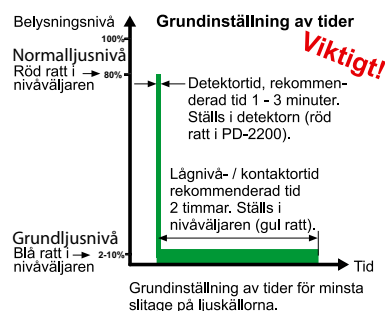 Belysningsnivå
Grundinställning av tider
Viktigt!
100%
Normalljusnivå
Röd ratt i
nivåväljaren
80%
Detektortid, rekommen-
derad tid 1 - 3 minuter.
Ställs i detektorn (röd
ratt i PD-2200).
Lågnivå- / kontaktortid
rekommenderad tid
2 timmar. Ställs i
nivåväljaren (gul ratt).
Grundljusnivå
Blå ratt i
nivåväljaren
2-10%
Tid
Grundinställning av tider för minsta
slitage på ljuskällorna.